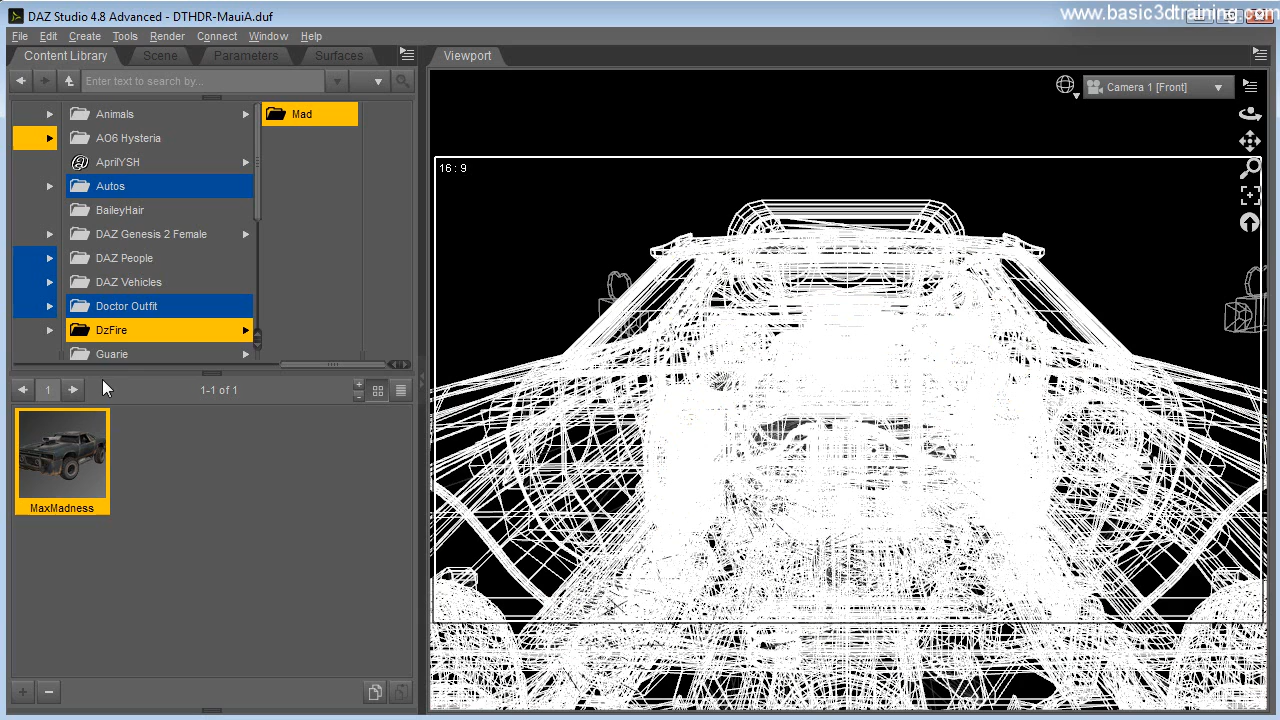 DAZ Studio 4.8 Advanced - DTHDR-MauiA.duf
www.basic3dtraining.com
File Edit Create Tools Render Connect Window Help
Content Library Scene Parameters Surfaces Viewport
Enter text to search by...
Camera 1 [Front]
Animals
Mad
AO6 Hysteria
AprilYSH
16 : 9
Autos
BaileyHair
DAZ Genesis 2 Female
DAZ People
DAZ Vehicles
Doctor Outfit
DzFire
Guarie
1
1-1 of 1
MaxMadness